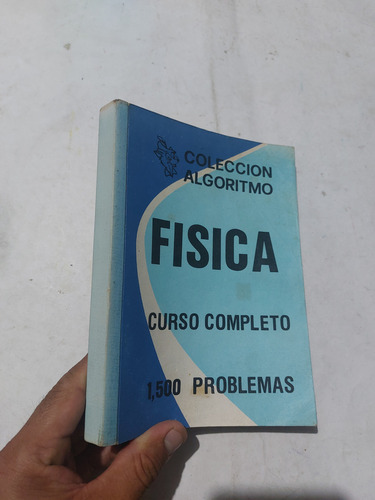 COLECCION
ALGORITMO
FISICA
CURSO COMPLETO
1,500 PROBLEMAS